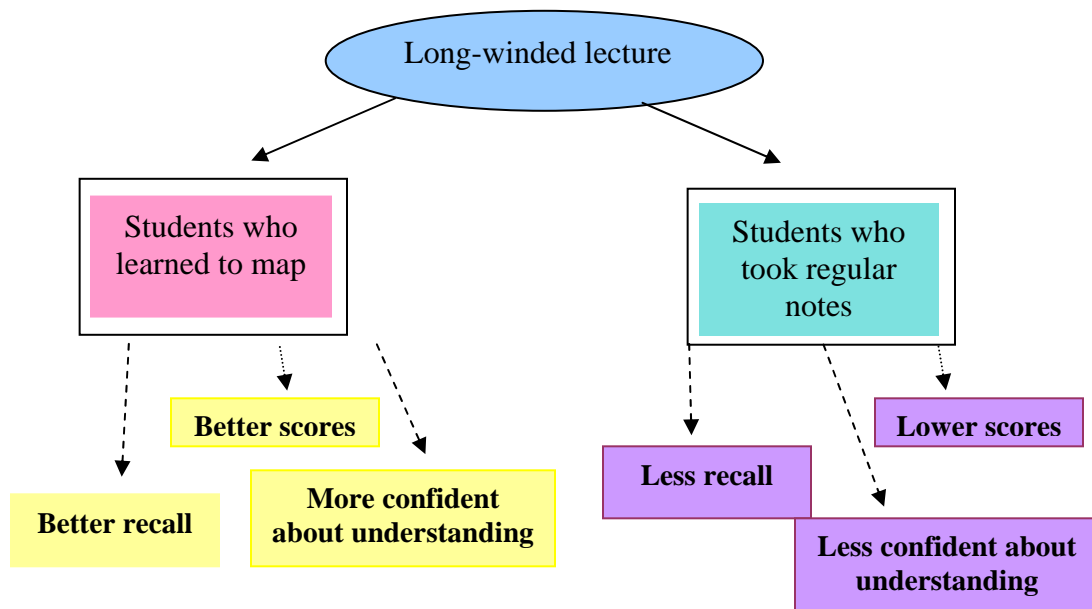 Long-winded lecture
Students who
learned to map
Students who
took regular
notes
Better scores
Better recall
More confident
about understanding
Lower scores
Less recall
Less confident about
understanding